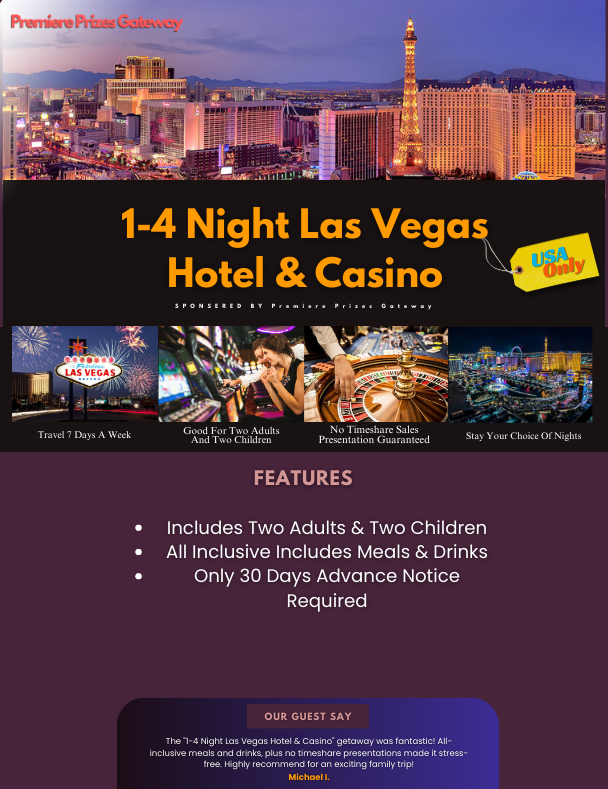 Premiere Prizes Gateway
1-4 Night Las Vegas
Hotel & Casino
USA
Only
SPONSERED BY Premiere Prizes Gateway
Welcome
To Fabulous
LAS VEGAS
NEVADA
Travel 7 Days A Week
Good For Two Adults
And Two Children
No Timeshare Sales
Presentation Guaranteed
Stay Your Choice Of Nights
FEATURES
• Includes Two Adults & Two Children
• All Inclusive Includes Meals & Drinks
• Only 30 Days Advance Notice
Required
OUR GUEST SAY
The "1-4 Night Las Vegas Hotel & Casino" getaway was fantastic! All-
inclusive meals and drinks, plus no timeshare presentations made it stress-
free. Highly recommend for an exciting family trip!
Michael I.